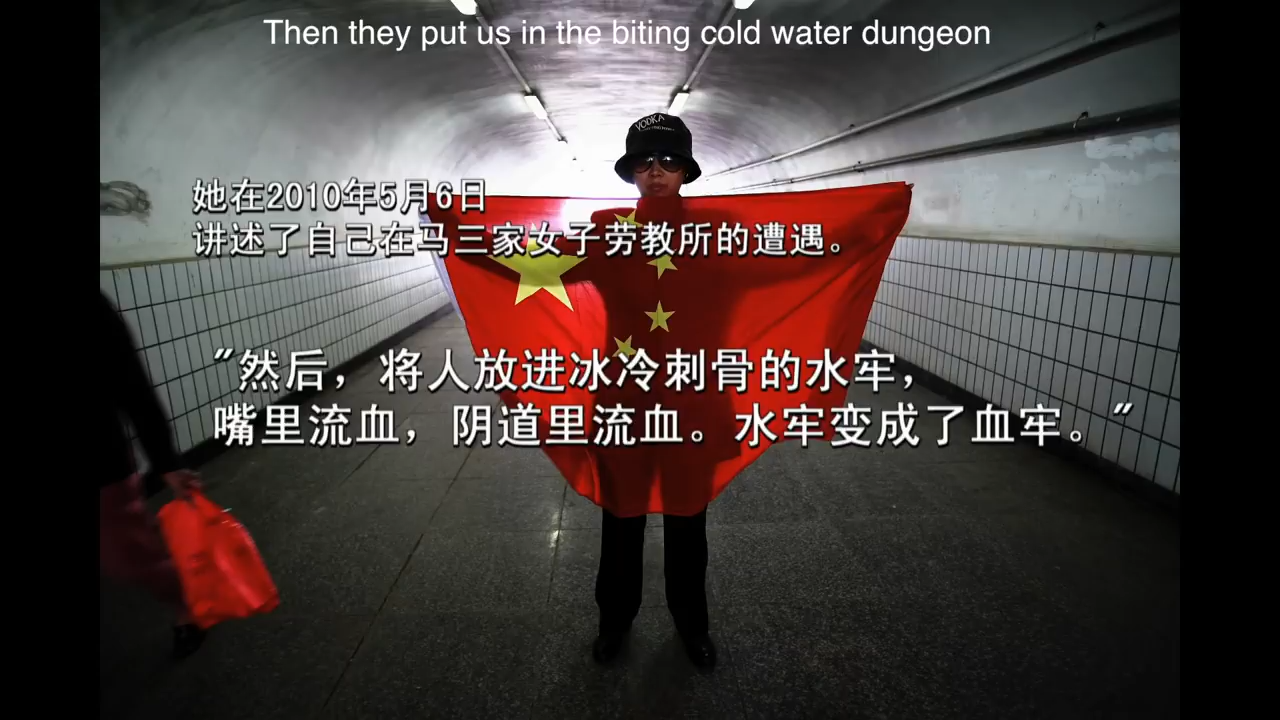 Then they put us in the biting cold water dungeon
VODKA
她在2010年5月6日
讲述了自己在马三家女子劳教所的遭遇。
"然后，将人放进冰冷刺骨的水牢，
嘴里流血，阴道里流血。水牢变成了血牢。"